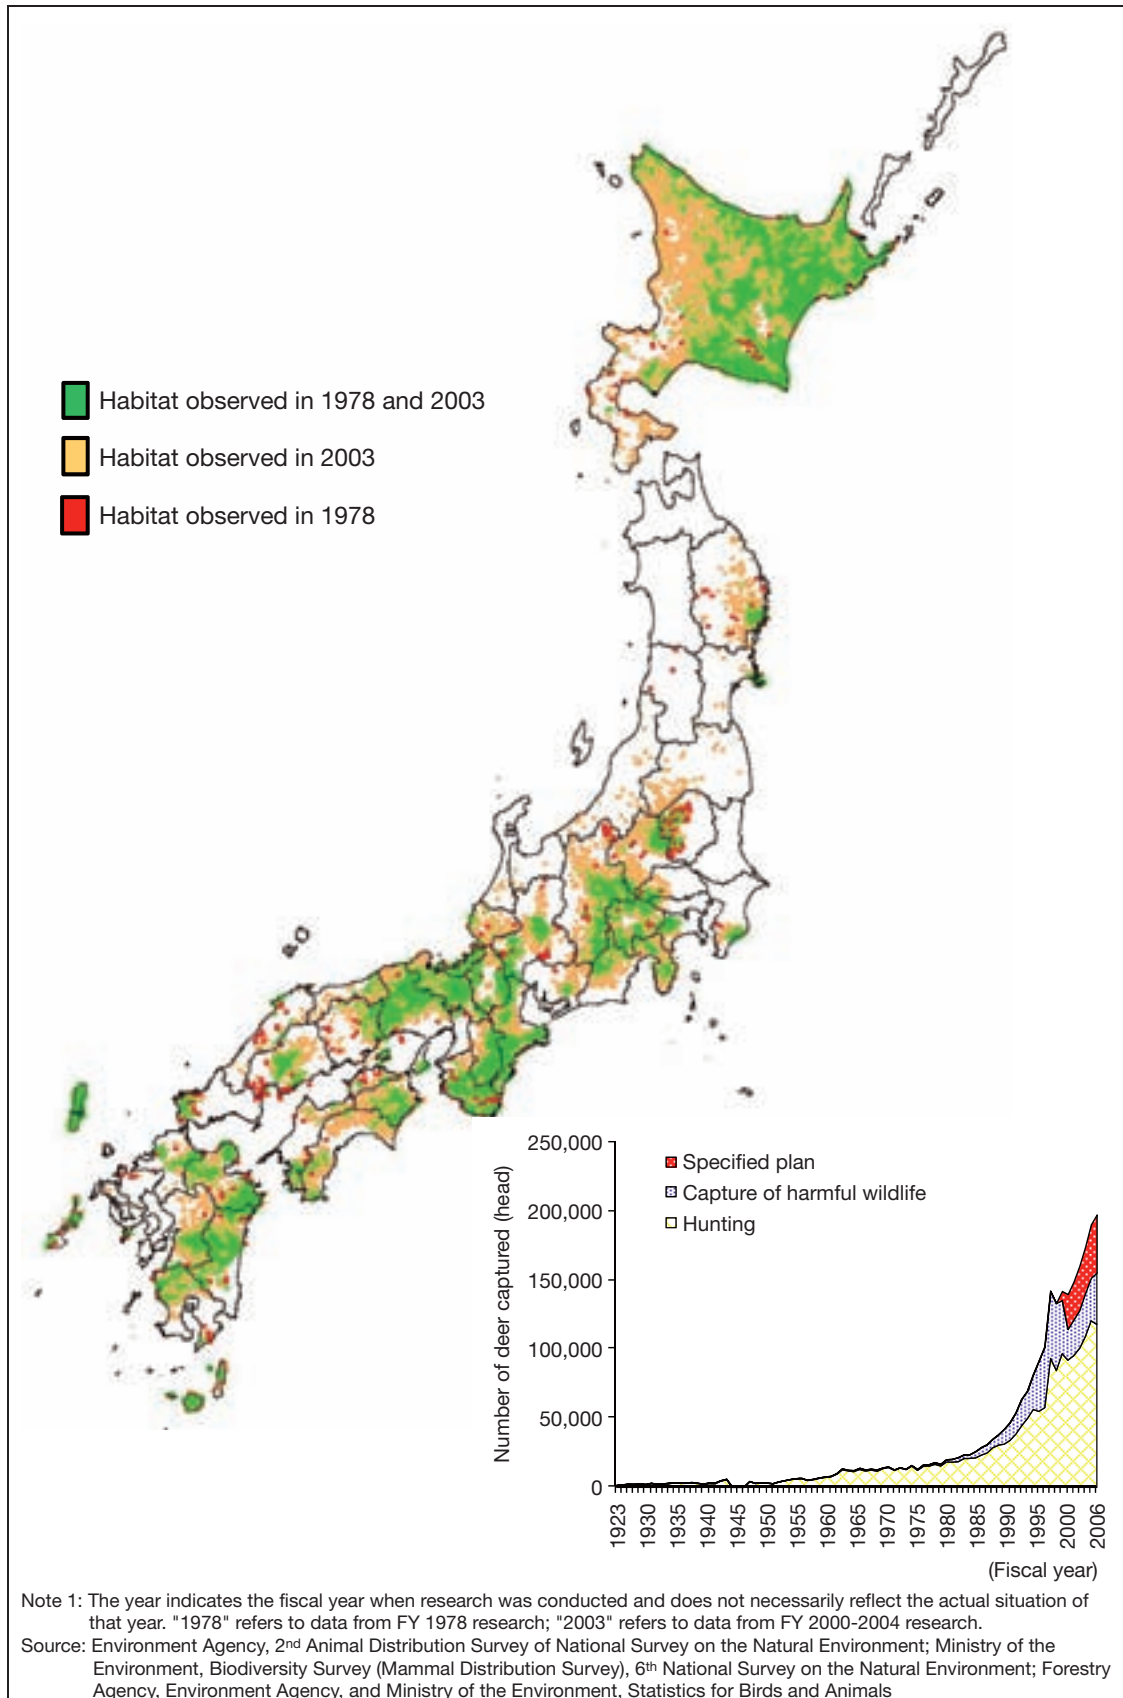 Habitat observed in 1978 and 2003
Habitat observed in 2003
Habitat observed in 1978
Number of deer captured (head)
250,000
200,000
150,000
100,000
50,000
0
Specified plan
Capture of harmful wildlife
Hunting
1923
1930
1935
1940
1945
1950
1955
1960
1965
1970
1975
1980
1985
1990
1995
2000
2006
(Fiscal year)
Note 1: The year indicates the fiscal year when research was conducted and does not necessarily reflect the actual situation of
that year. "1978" refers to data from FY 1978 research; "2003" refers to data from FY 2000-2004 research.
Source: Environment Agency, 2nd Animal Distribution Survey of National Survey on the Natural Environment; Ministry of the
Environment, Biodiversity Survey (Mammal Distribution Survey), 6th National Survey on the Natural Environment; Forestry
Agency, Environment Agency, and Ministry of the Environment, Statistics for Birds and Animals